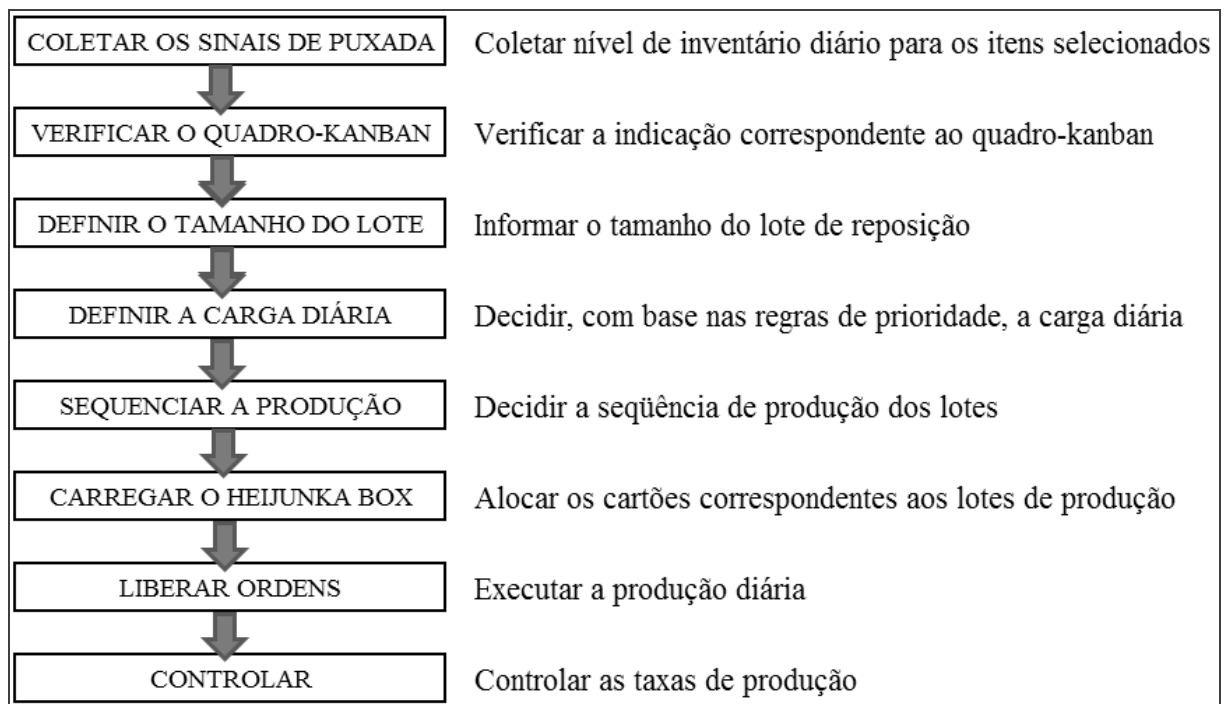 COLETAR OS SINAIS DE PUXADA
Coletar nível de inventário diário para os itens selecionados
VERIFICAR O QUADRO-KANBAN
Verificar a indicação correspondente ao quadro-kanban
DEFINIR O TAMANHO DO LOTE
Informar o tamanho do lote de reposição
DEFINIR A CARGA DIÁRIA
Decidir, com base nas regras de prioridade, a carga diária
SEQUENCIAR A PRODUÇÃO
Decidir a seqüência de produção dos lotes
CARREGAR O HEIJUNKA BOX
Alocar os cartões correspondentes aos lotes de produção
LIBERAR ORDENS
Executar a produção diária
CONTROLAR
Controlar as taxas de produção